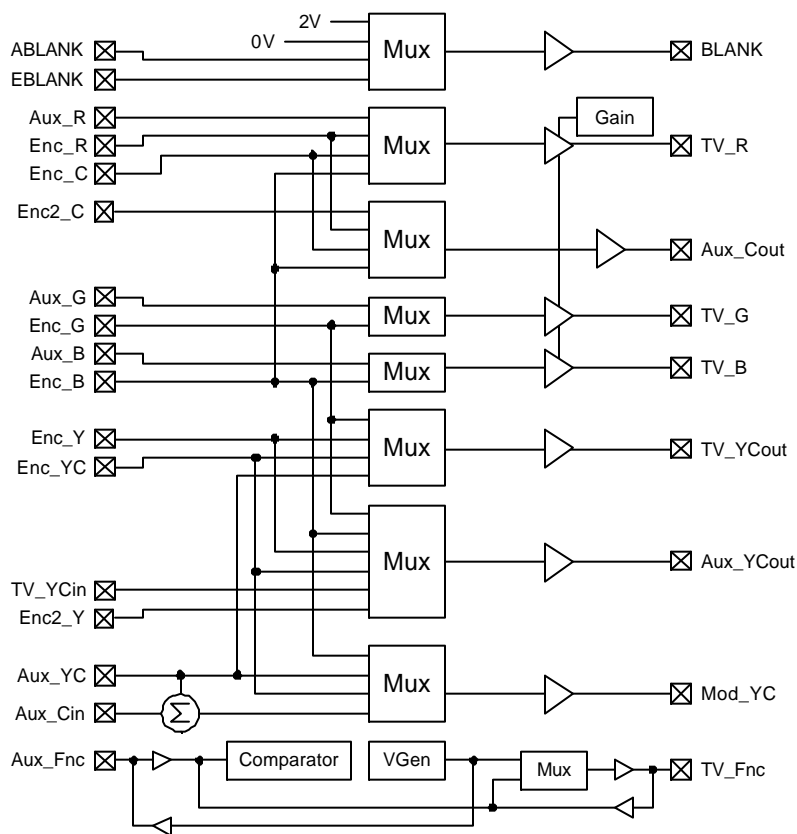 2V
0V
ABLANK
EBLANK
Mux
BLANK
Aux_R
Enc_R
Enc_C
Mux
Gain
TV_R
Enc2_C
Mux
Aux_Cout
Aux_G
Enc_G
Mux
TV_G
Aux_B
Enc_B
Mux
TV_B
Enc_Y
Enc_YC
Mux
TV_YCout
TV_YCin
Enc2_Y
Mux
Aux_YCout
Aux_YC
Aux_Cin
Σ
Mux
Mod_YC
Aux_Fnc
Comparator
VGen
Mux
TV_Fnc